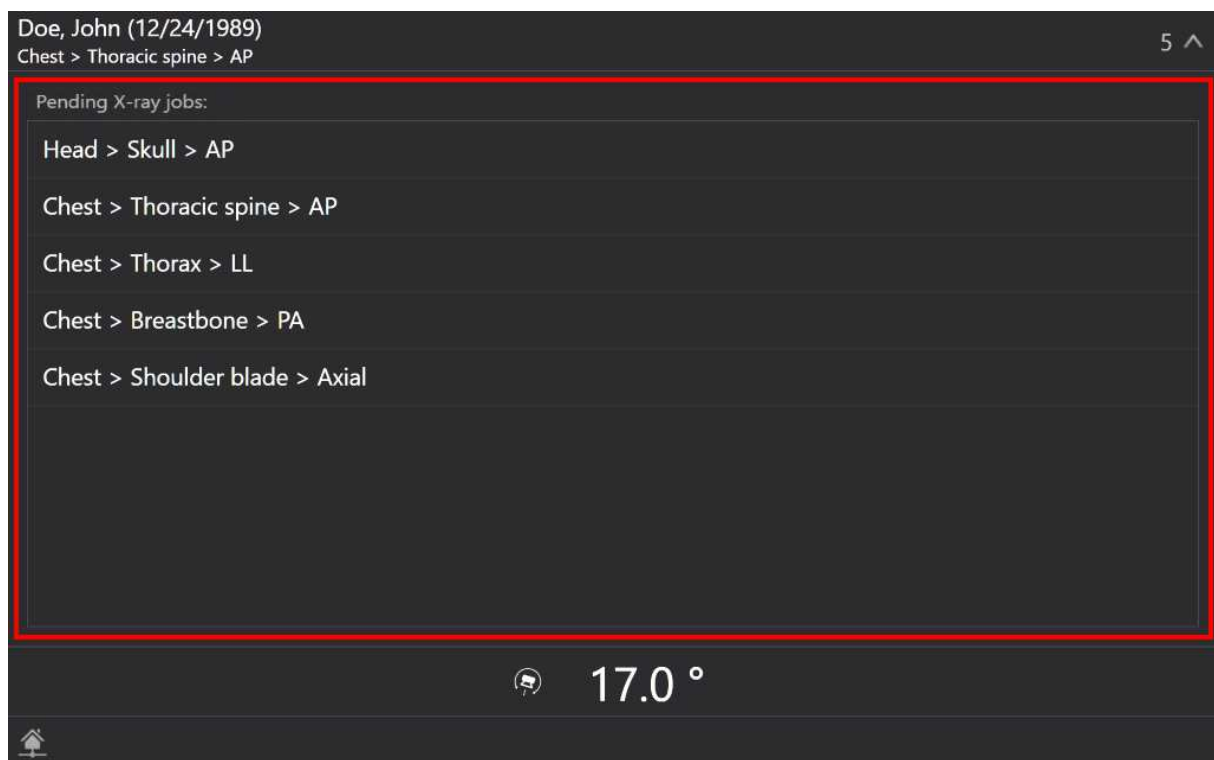 Doe, John (12/24/1989)
Chest > Thoracic spine > AP
5
Pending X-ray jobs:
Head > Skull > AP
Chest > Thoracic spine > AP
Chest > Thorax > LL
Chest > Breastbone > PA
Chest > Shoulder blade > Axial
17.0 °